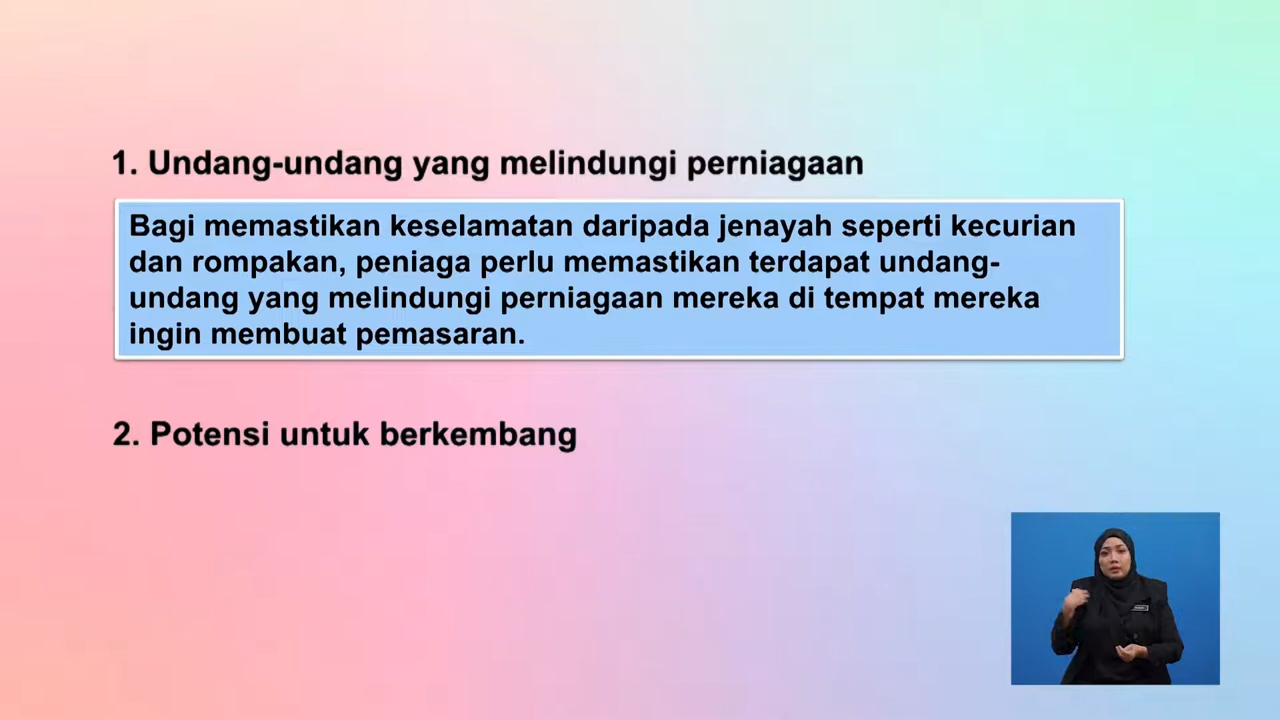 1. Undang-undang yang melindungi perniagaan
Bagi memastikan keselamatan daripada jenayah seperti kecurian
dan rompakan, peniaga perlu memastikan terdapat undang-
undang yang melindungi perniagaan mereka di tempat mereka
ingin membuat pemasaran.
2. Potensi untuk berkembang